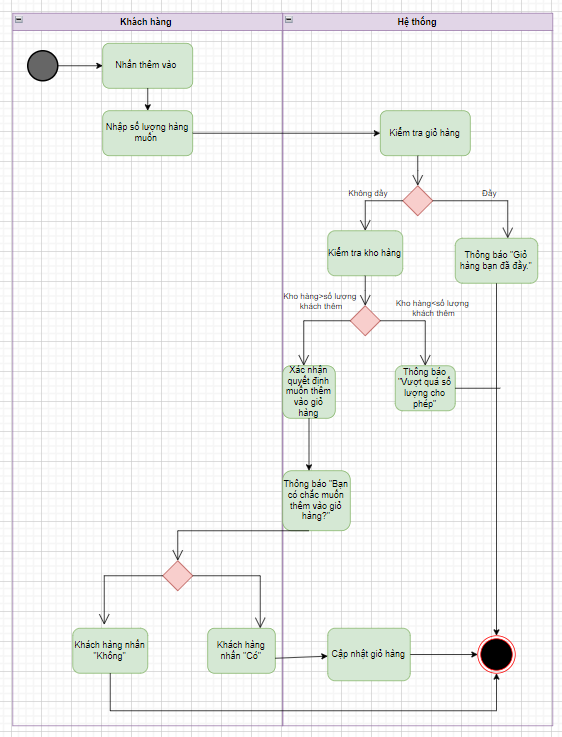 Khách hàng
Hệ thống
Nhấn thêm vào
Nhập số lượng hàng
muốn
Kiểm tra giỏ hàng
Không đầy
Đầy
Kiểm tra kho hàng
Thông báo "Giỏ
hàng bạn đã đầy."
Kho hàng>số lượng
khách thêm
Kho hàng<số lượng
khách thêm
Xác nhận
quyết định
muốn thêm
vào giỏ
hàng
Thông báo
"Vượt quá số
lượng cho
phép"
Thông báo "Bạn
có chắc muốn
thêm vào giỏ
hàng?"
Khách hàng nhấn
"Không"
Khách hàng
nhấn "Có"
Cập nhật giỏ hàng